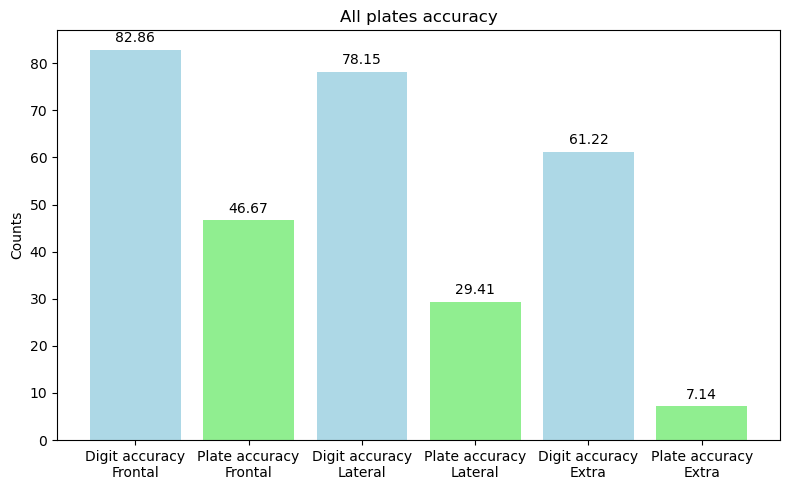 All plates accuracy
82.86
46.67
78.15
29.41
61.22
7.14
Counts
80
70
60
50
40
30
20
10
0
Digit accuracy
Frontal
Plate accuracy
Frontal
Digit accuracy
Lateral
Plate accuracy
Lateral
Digit accuracy
Extra
Plate accuracy
Extra